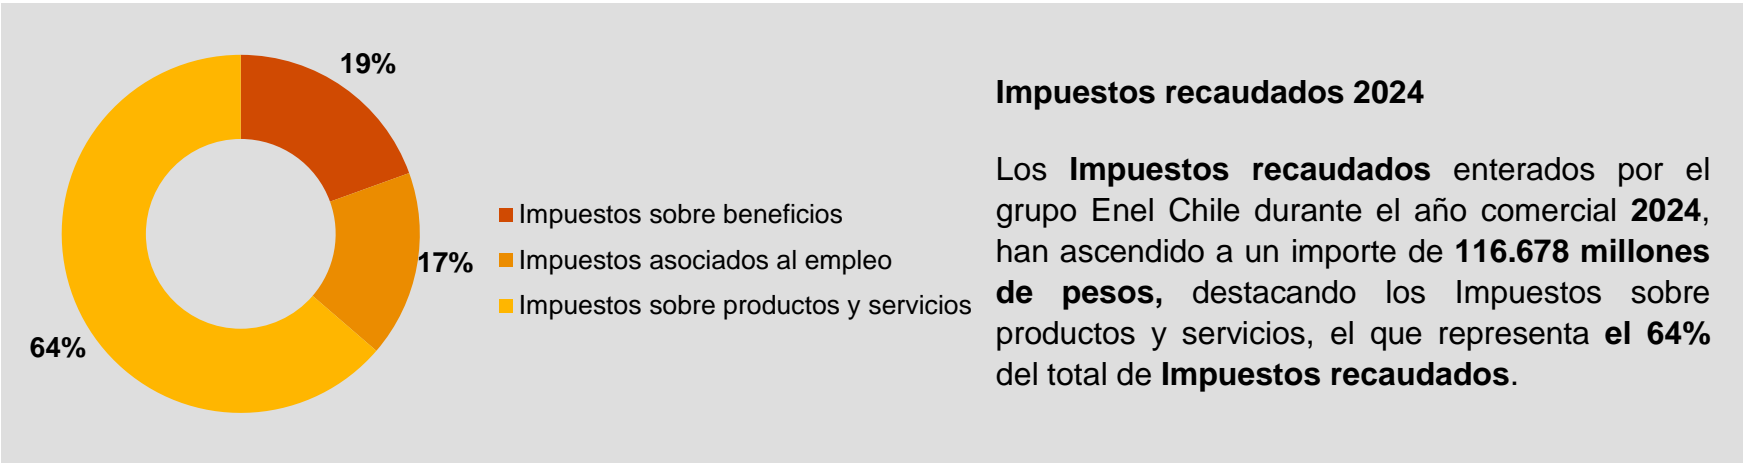 19%
17%
64%
Impuestos sobre beneficios
Impuestos asociados al empleo
Impuestos sobre productos y servicios
Impuestos recaudados 2024
Los Impuestos recaudados enterados por el
grupo Enel Chile durante el año comercial 2024,
han ascendido a un importe de 116.678 millones
de pesos, destacando los Impuestos sobre
productos y servicios, el que representa el 64%
del total de Impuestos recaudados.